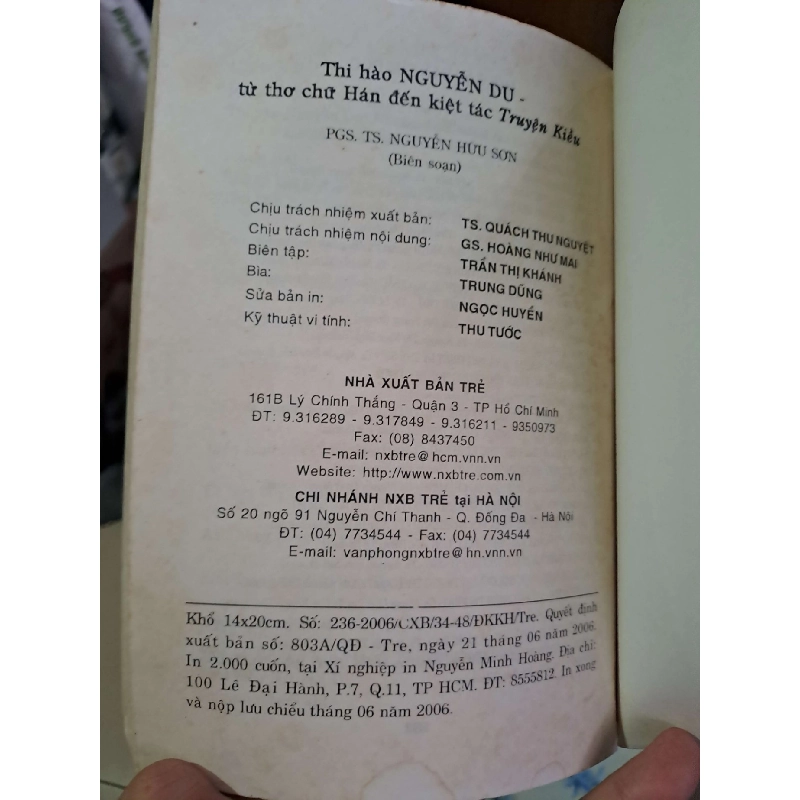 Thi hào NGUYỄN DU -
từ thơ chữ Hán đến kiệt tác Truyện Kiều
PGS. TS. NGUYỄN HỮU SƠN
(Biên soạn)
Chịu trách nhiệm xuất bản: TS. QUÁCH THU NGUYỆT
Chịu trách nhiệm nội dung: GS. HOÀNG NHƯ MAI
Biên tập: TRẦN THỊ KHÁNH
Bìa: TRUNG DŨNG
Sửa bản in: NGỌC HUYỀN
Kỹ thuật vi tính: THU TƯỚC
NHÀ XUẤT BẢN TRẺ
161B Lý Chính Thắng - Quận 3 - TP Hồ Chí Minh
ĐT: 9.316289 - 9.317849 - 9.316211 - 9350973
Fax: (08) 8437450
E-mail: nxbtre@hcm.vnn.vn
Website: http://www.nxbtre.com.vn
CHI NHÁNH NXB TRẺ tại HÀ NỘI
Số 20 ngõ 91 Nguyễn Chí Thanh - Q. Đống Đa - Hà Nội
ĐT: (04) 7734544 - Fax: (04) 7734544
E-mail: vanphongnxbtre@hn.vnn.vn
Khổ 14x20cm. Số: 236-2006/CXB/34-48/ĐKKH/Tre. Quyết định
xuất bản số: 803A/QĐ - Tre, ngày 21 tháng 06 năm 2006.
In 2.000 cuốn, tại Xí nghiệp in Nguyễn Minh Hoàng. Địa chỉ:
100 Lê Đại Hành, P.7, Q.11, TP HCM. ĐT: 8555812. In xong
và nộp lưu chiểu tháng 06 năm 2006.